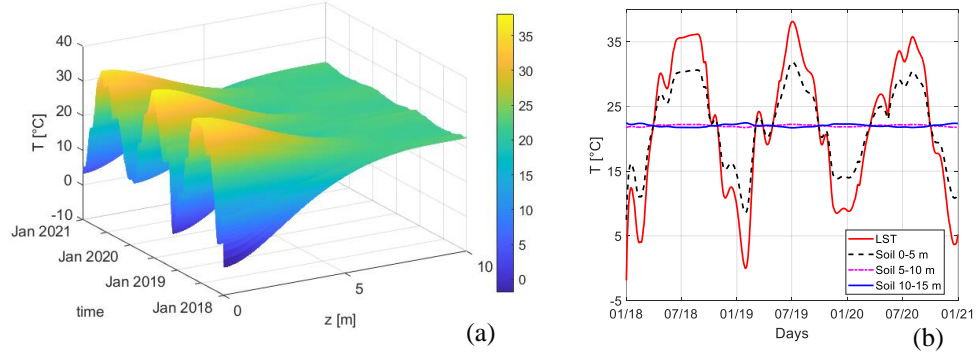 40
30
20
10
0
-10
T [°C]
Jan 2021
Jan 2020
Jan 2019
Jan 2018
time
0
5
10
z [m]
35
30
25
20
15
10
5
0
(a)
35
25
15
5
-5
T [°C]
LST
Soil 0-5 m
Soil 5-10 m
Soil 10-15 m
01/18 07/18 01/19 07/19 01/20 07/20 01/21
Days
(b)